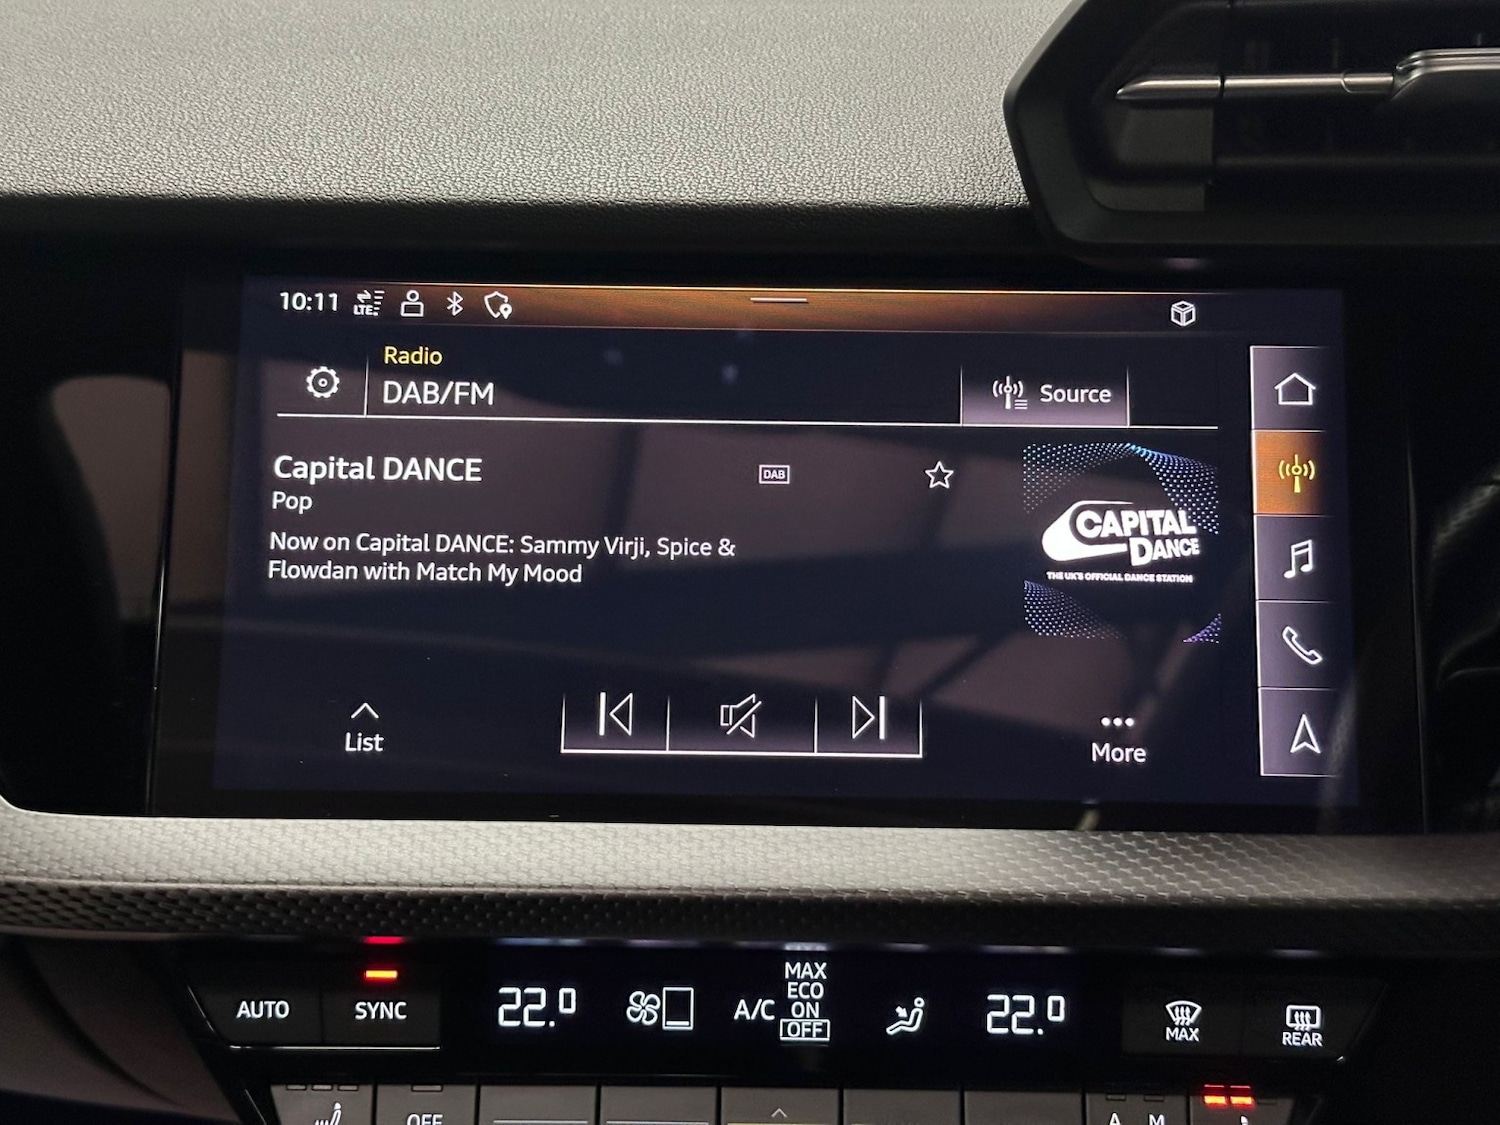 10:11 LTE
Radio
DAB/FM
Source
Capital DANCE
DAB
Pop
Now on Capital DANCE: Sammy Virji, Spice &
Flowdan with Match My Mood
CAPITAL
DANCE
THE UK'S OFFICIAL DANCE STATION
List
More
AUTO
SYNC
22.0
A/C
MAX
ECO
ON
OFF
22.0
MAX
REAR
OFF
A
M